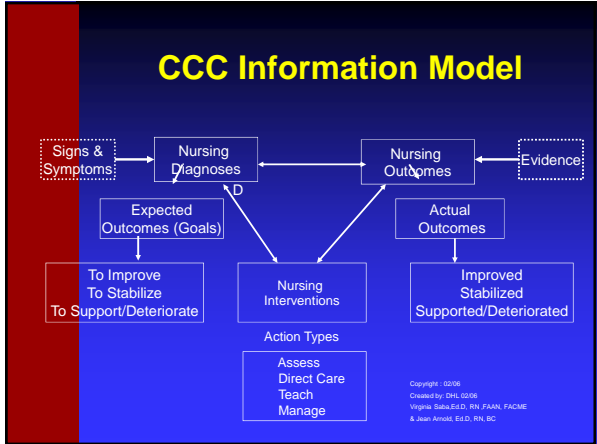 CCC Information Model
Signs &
Symptoms
Nursing
Diagnoses
Nursing
Outcomes
Evidence
D
Expected
Outcomes (Goals)
Actual
Outcomes
To Improve
To Stabilize
To Support/Deteriorate
Nursing
Interventions
Improved
Stabilized
Supported/Deteriorated
Action Types
Assess
Direct Care
Teach
Manage
Copyright : 02/06
Created by: DHL 02/06
Virginia Saba,Ed.D, RN ,FAAN, FACME
& Jean Arnold, Ed.D, RN, BC